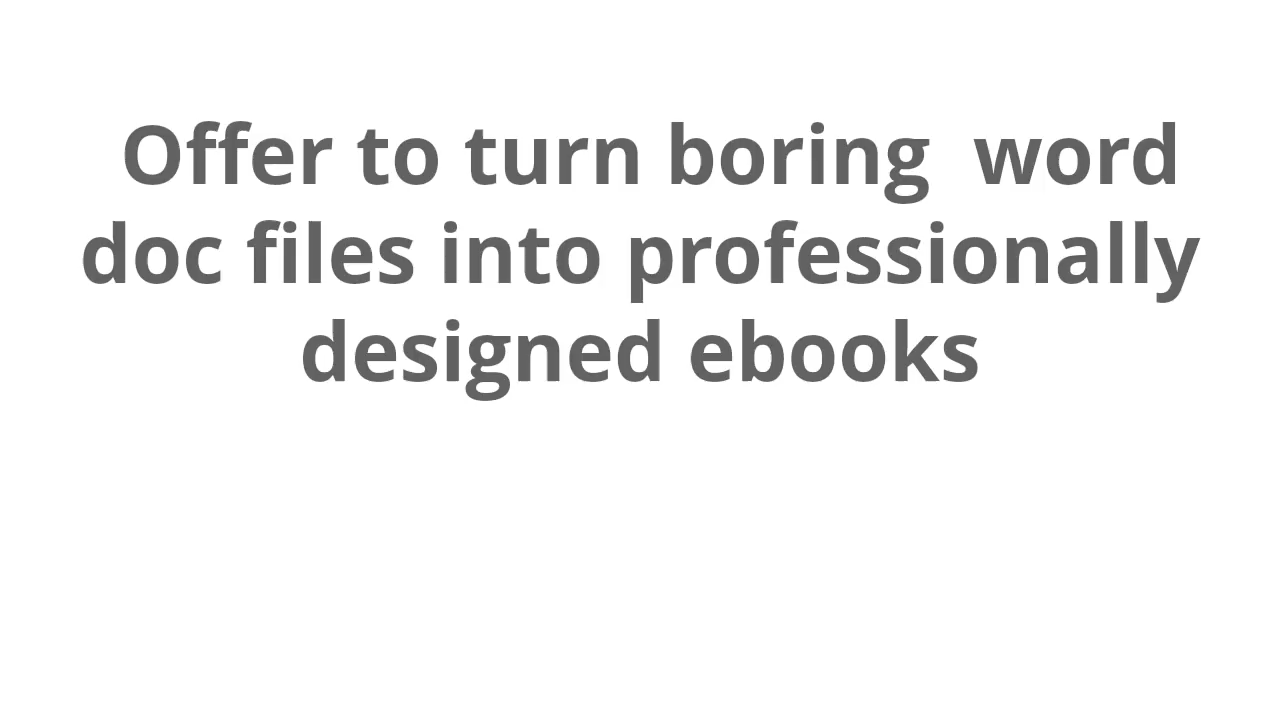 Offer to turn boring  word
doc files into professionally
designed ebooks